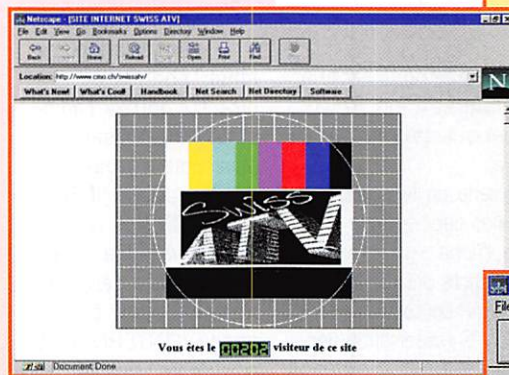 Netscape - [SITE INTERNET SWISS ATV]
File Edit View Go Bookmarks Options Directory Window Help
Back Home Reload Open Print Find
Location: http://www.cmo.ch/swissatv/
What's New! What's Cool! Handbook Net Search Net Directory Software
N
SWISS
ATV
Vous êtes le 00202 visiteur de ce site
Document: Done
File